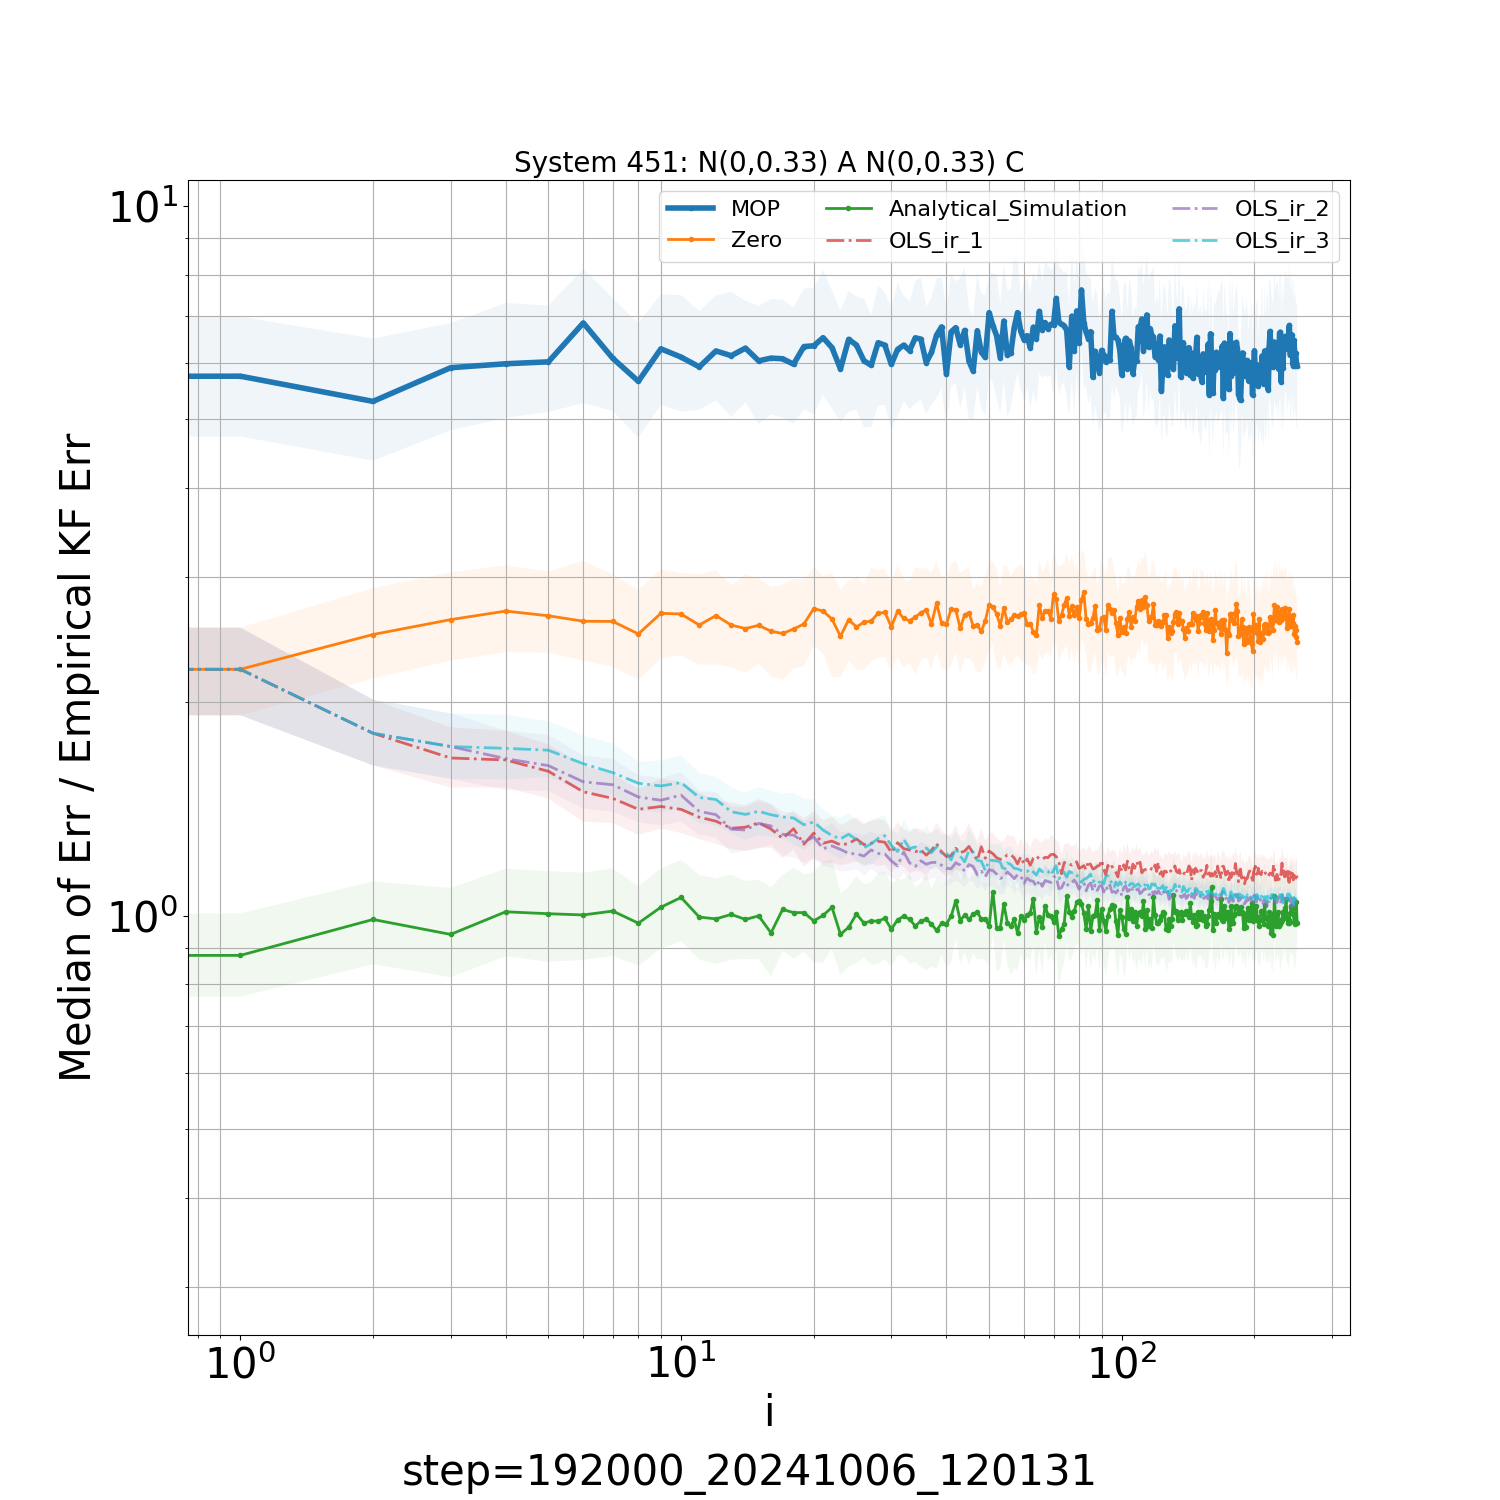 System 451: N(0,0.33) A N(0,0.33) C
MOP
Zero
Analytical_Simulation
OLS_ir_1
OLS_ir_2
OLS_ir_3
10¹
10⁰
Median of Err / Empirical KF Err
10⁰ 10¹ 10²
i
step=192000_20241006_120131